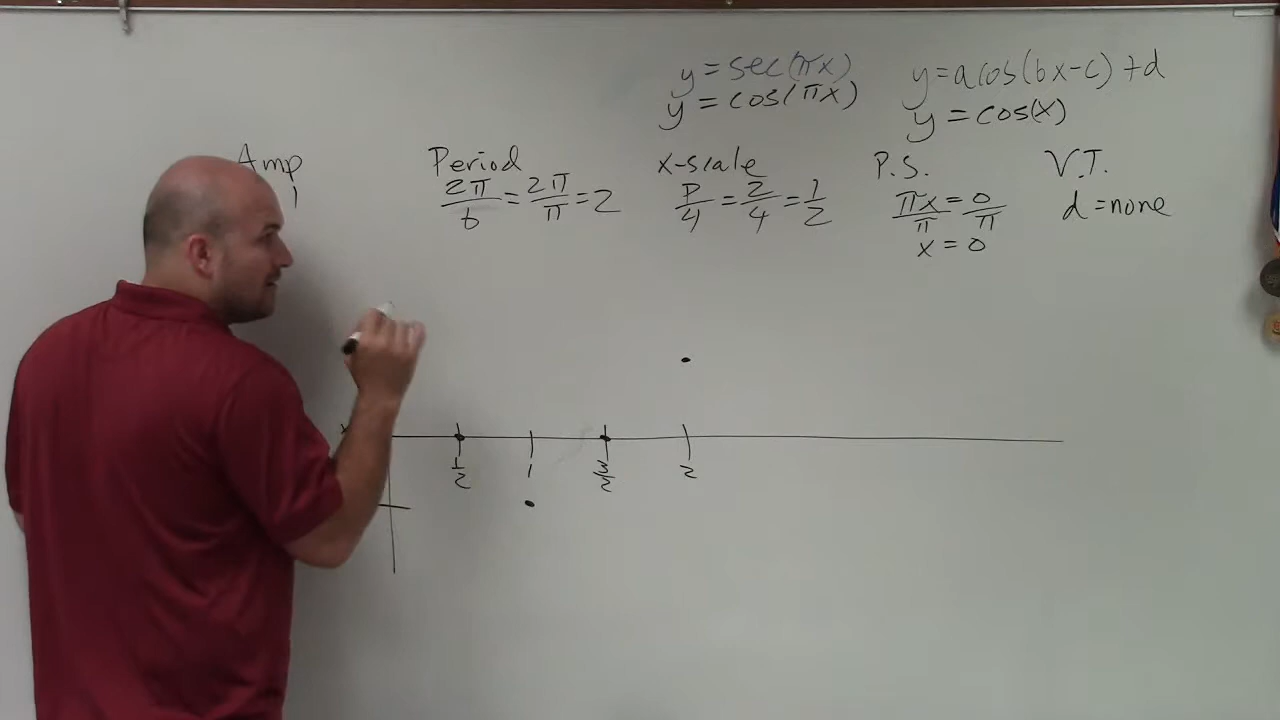 y = sec(πx)
y = cos(πx)
y = a cos(bx-c) + d
y = cos(x)
Amp
1
Period
2π/b = 2π/π = 2
x-scale
P/4 = 2/4 = 1/2
P.S.
πx/π = 0/π
x = 0
V.T.
d = none
1/2 1 3/2 2